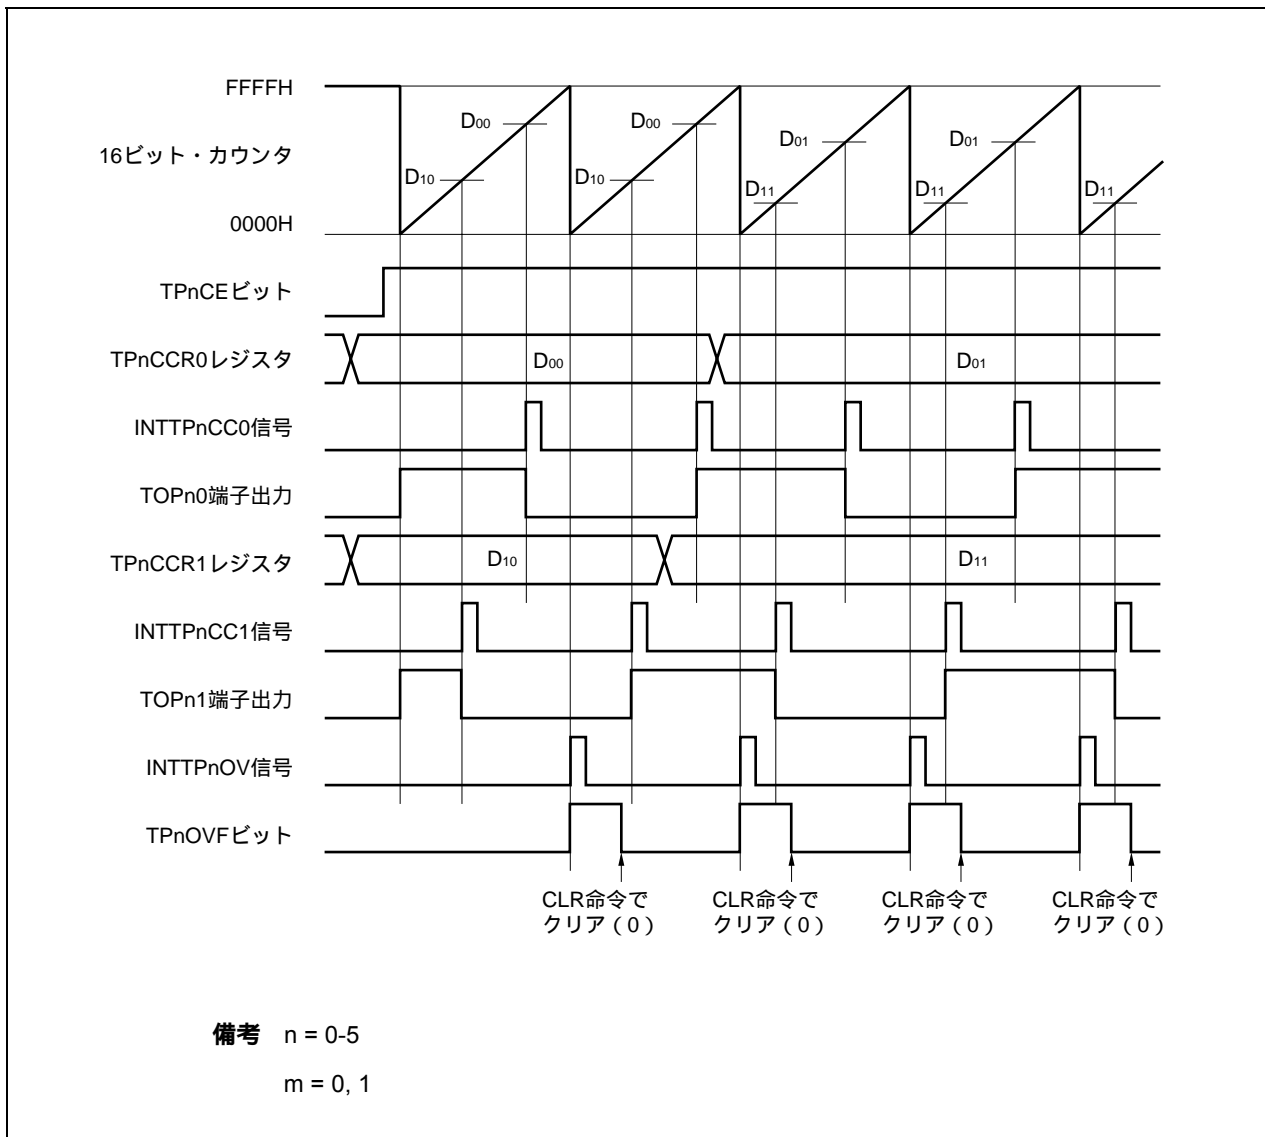 FFFFH
16ビット・カウンタ
0000H
D00 D00 D01 D01
D10 D10 D11 D11 D11
TPnCEビット
TPnCCR0レジスタ D00 D01
INTTPnCC0信号
TOPn0端子出力
TPnCCR1レジスタ D10 D11
INTTPnCC1信号
TOPn1端子出力
INTTPnOV信号
TPnOVFビット
CLR命令で CLR命令で CLR命令で CLR命令で
クリア（0） クリア（0） クリア（0） クリア（0）
備考 n = 0-5
m = 0, 1